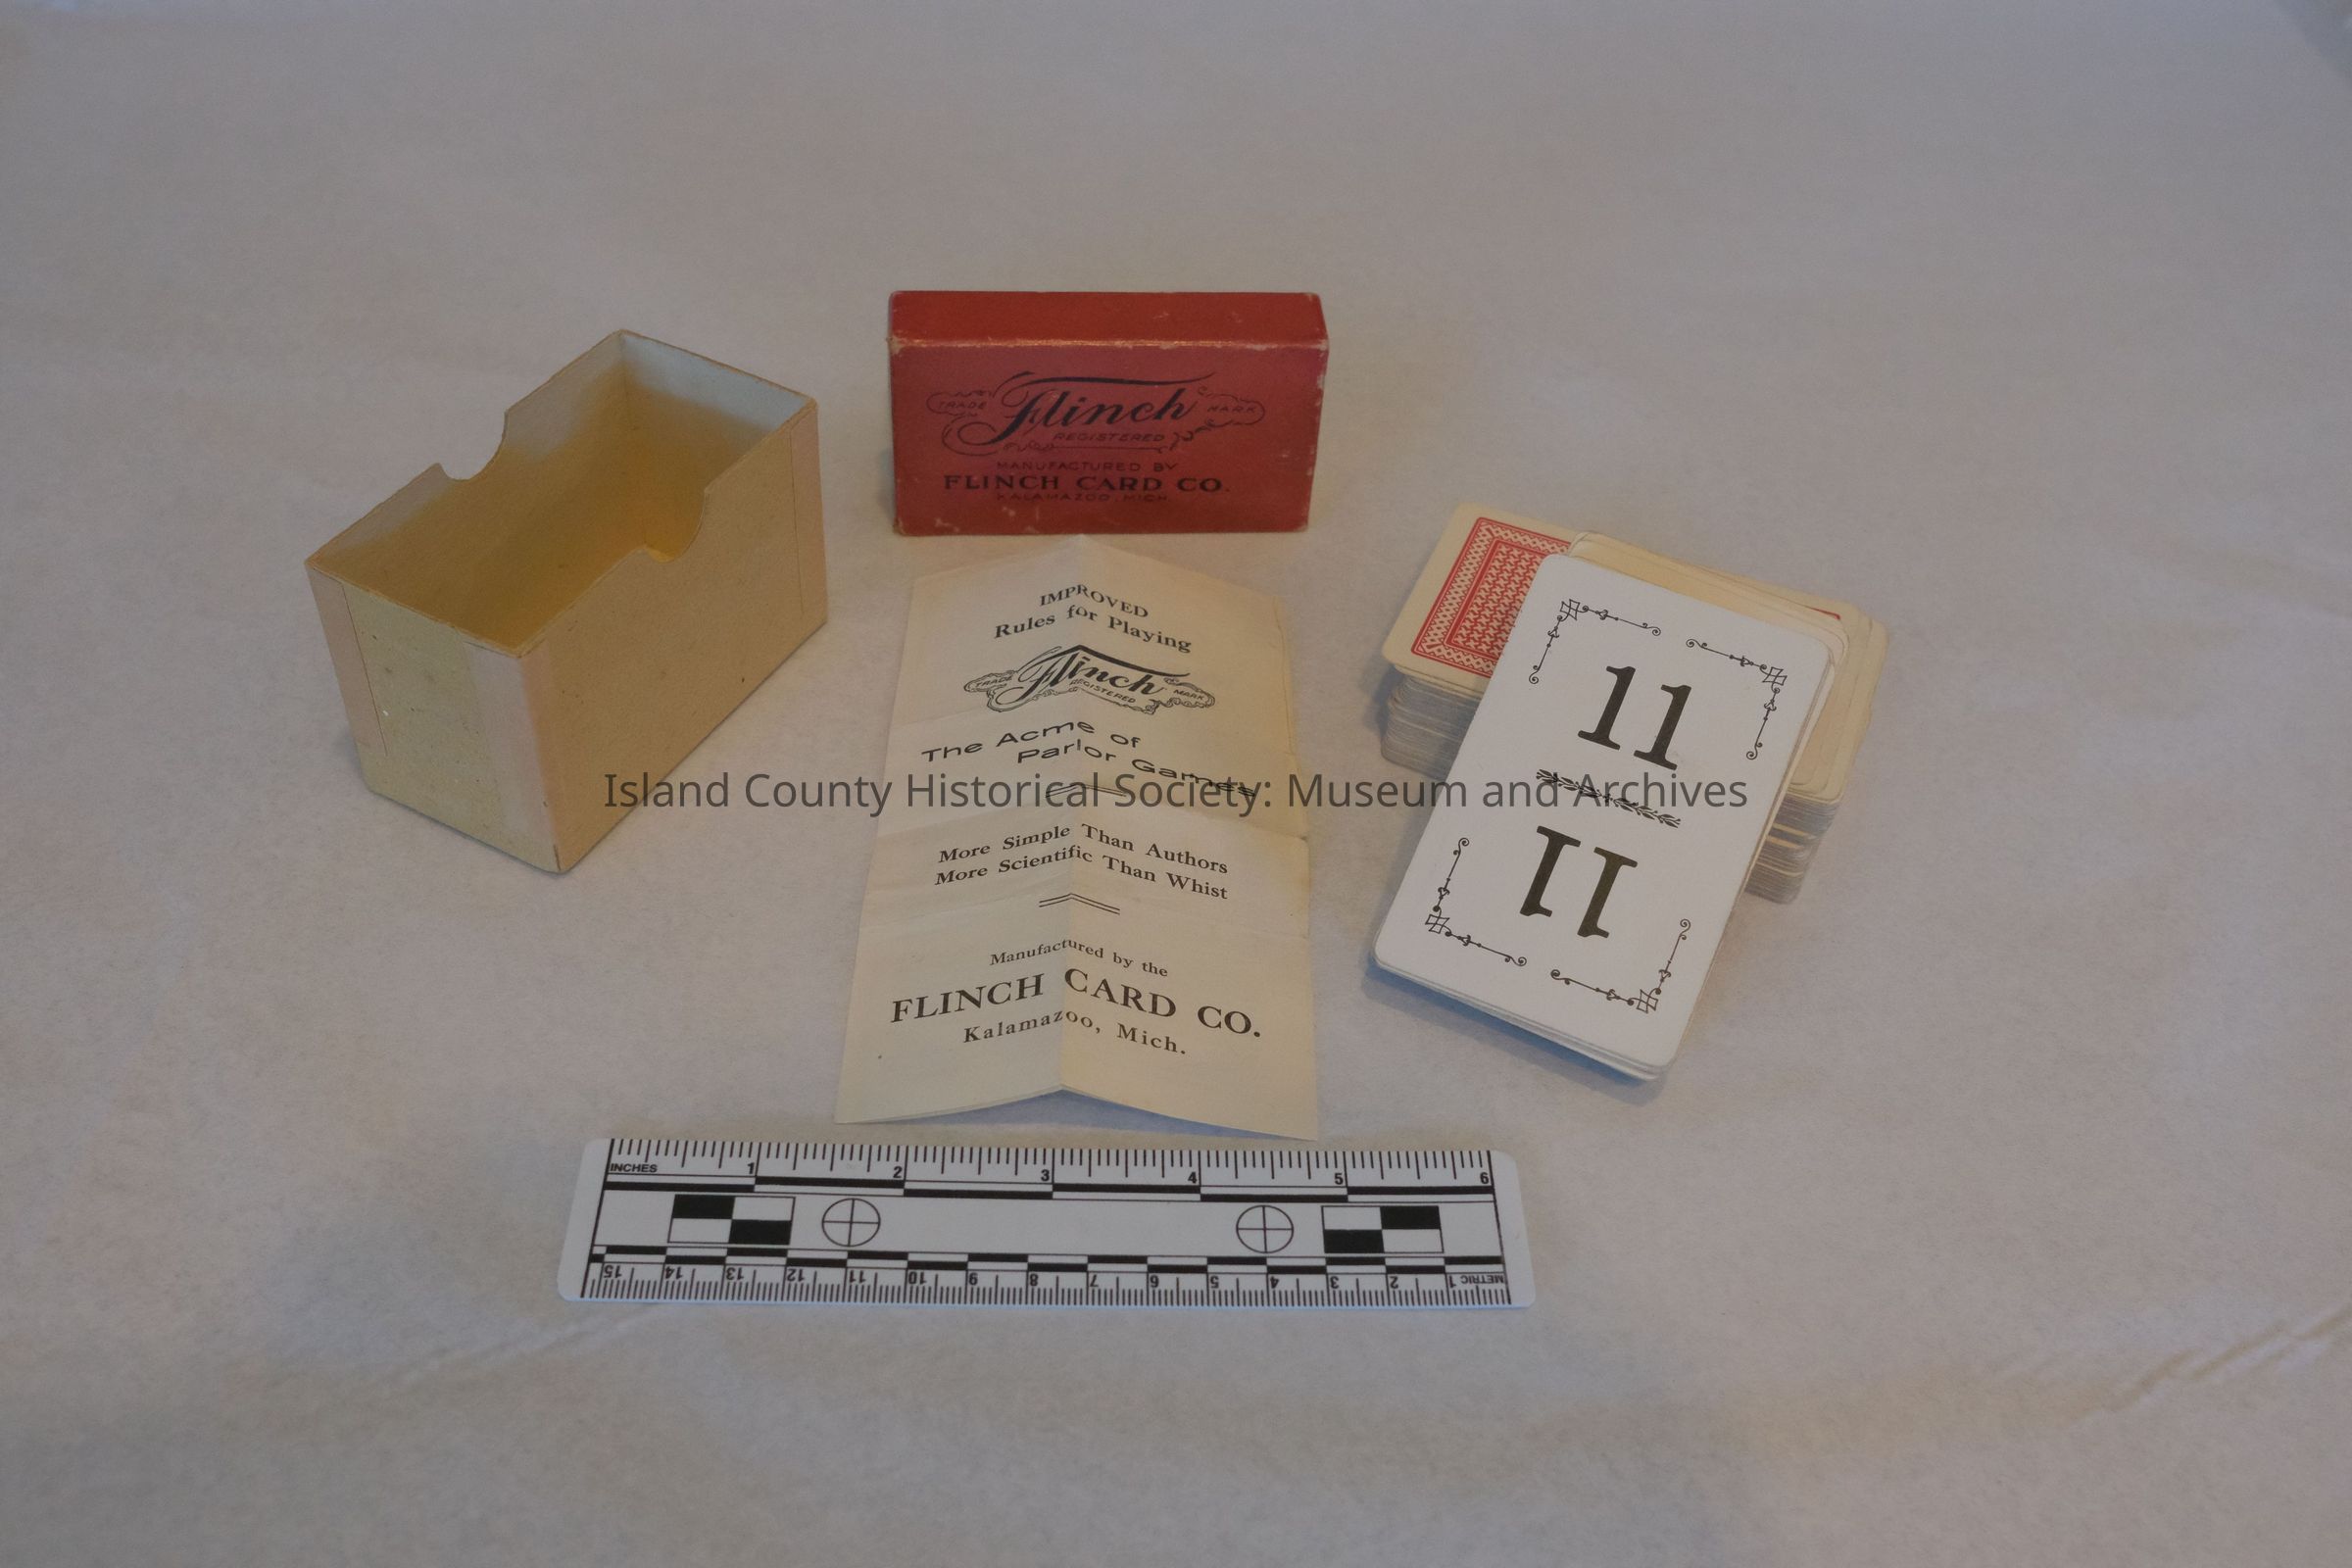 Flinch
TRADE MARK
REGISTERED
MANUFACTURED BY
FLINCH CARD CO.
KALAMAZOO, MICH.
IMPROVED
Rules for Playing
Flinch
TRADE MARK
REGISTERED
The Acme of
Parlor Games
More Simple Than Authors
More Scientific Than Whist
Manufactured by the
FLINCH CARD CO.
Kalamazoo, Mich.
11
11
Island County Historical Society: Museum and Archives
INCHES 1 2 3 4 5 6
METRIC 1 2 3 4 5 6 7 8 9 10 11 12 13 14 15